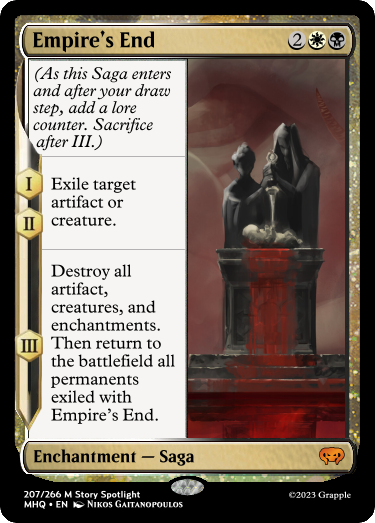 Empire's End 2
(As this Saga enters
and after your draw
step, add a lore
counter. Sacrifice
after III.)
I
II
Exile target
artifact or
creature.
III
Destroy all
artifact,
creatures, and
enchantments.
Then return to
the battlefield all
permanents
exiled with
Empire's End.
Enchantment — Saga
207/266 M Story Spotlight
MHQ • EN Nikos Gaitanopoulos
©2023 Grapple